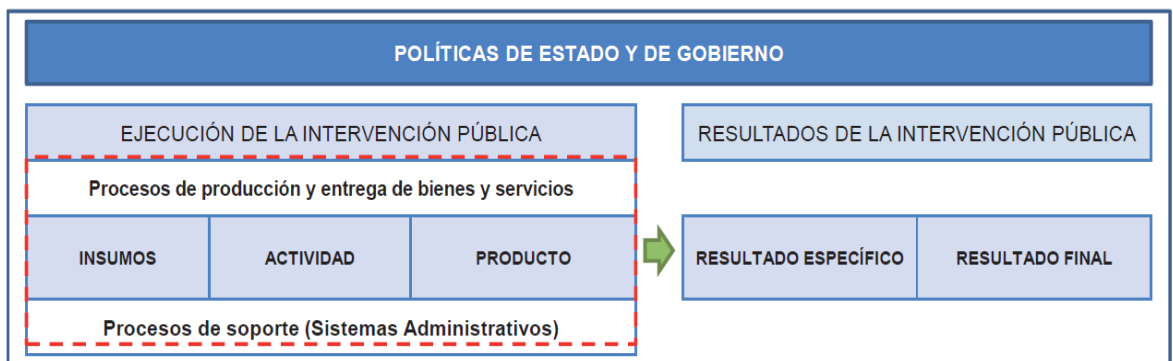 POLÍTICAS DE ESTADO Y DE GOBIERNO
EJECUCIÓN DE LA INTERVENCIÓN PÚBLICA
RESULTADOS DE LA INTERVENCIÓN PÚBLICA
Procesos de producción y entrega de bienes y servicios
INSUMOS
ACTIVIDAD
PRODUCTO
RESULTADO ESPECÍFICO
RESULTADO FINAL
Procesos de soporte (Sistemas Administrativos)